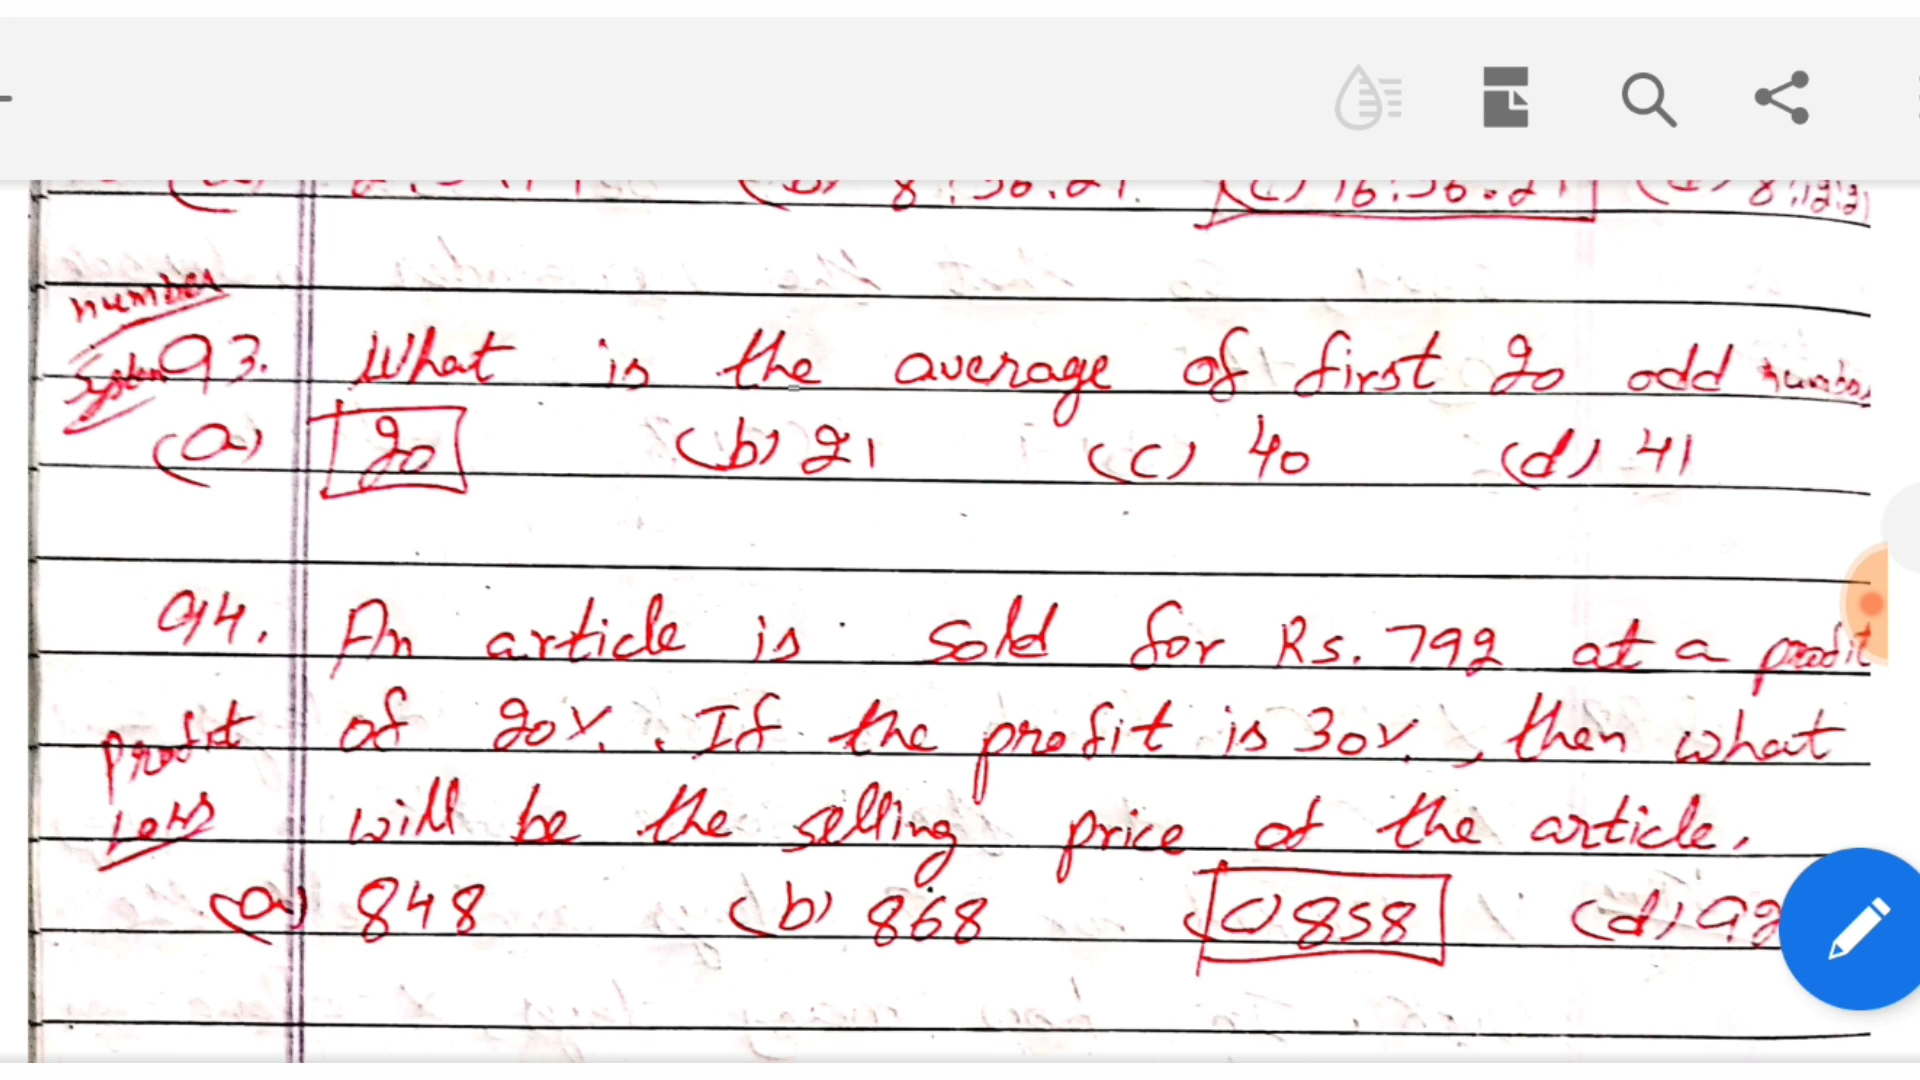 number
system 93. What is the average of first 20 odd number
(a) 20 (b) 21 (c) 40 (d) 41
94. An article is sold for Rs. 792 at a profit
profit of 20%. If the profit is 30%, then what
loss will be the selling price of the article.
(a) 848 (b) 868 (c) 858 (d)